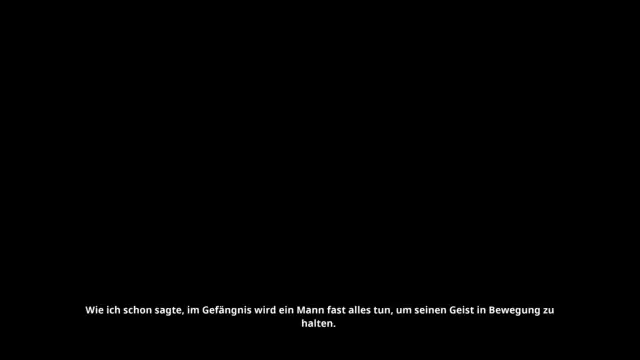 Wie ich schon sagte, im Gefängnis wird ein Mann fast alles tun, um seinen Geist in Bewegung zu
halten.